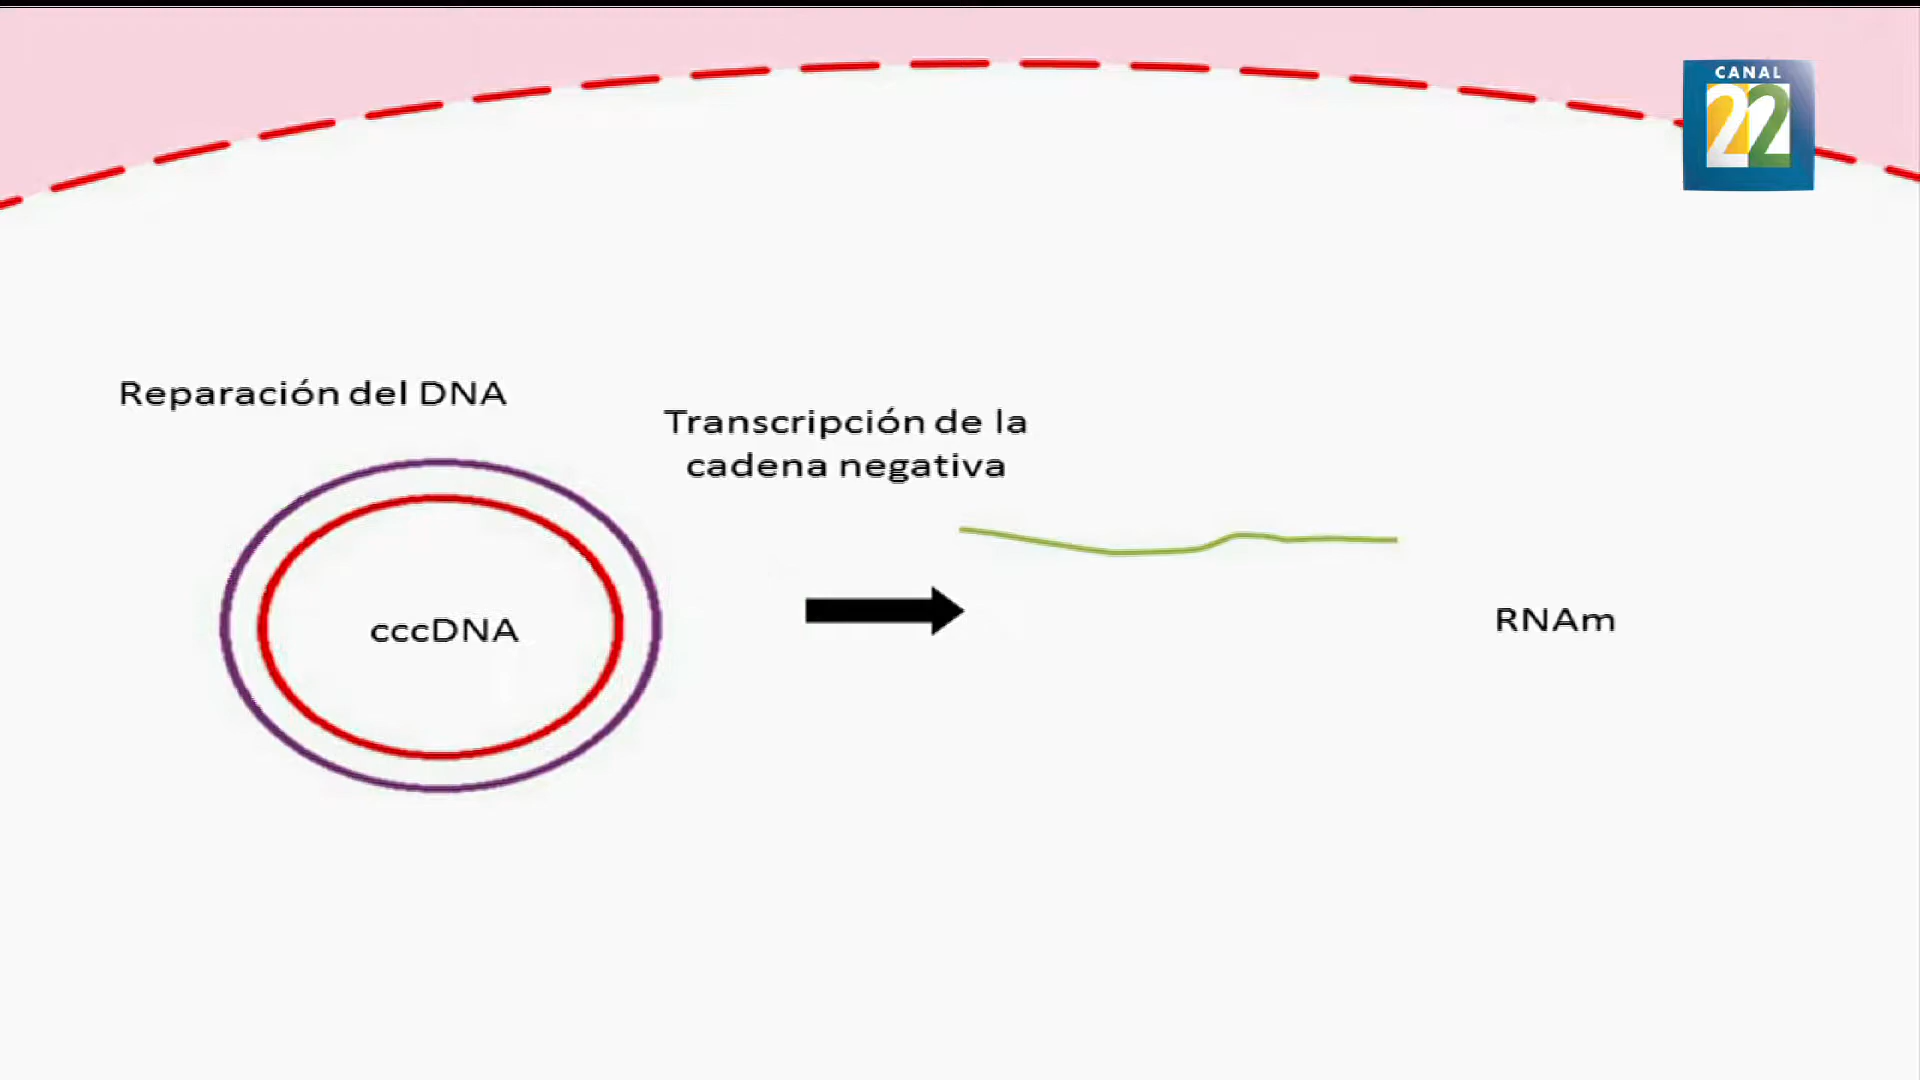 CANAL
22
Reparación del DNA
Transcripción de la
cadena negativa
cccDNA
RNAm